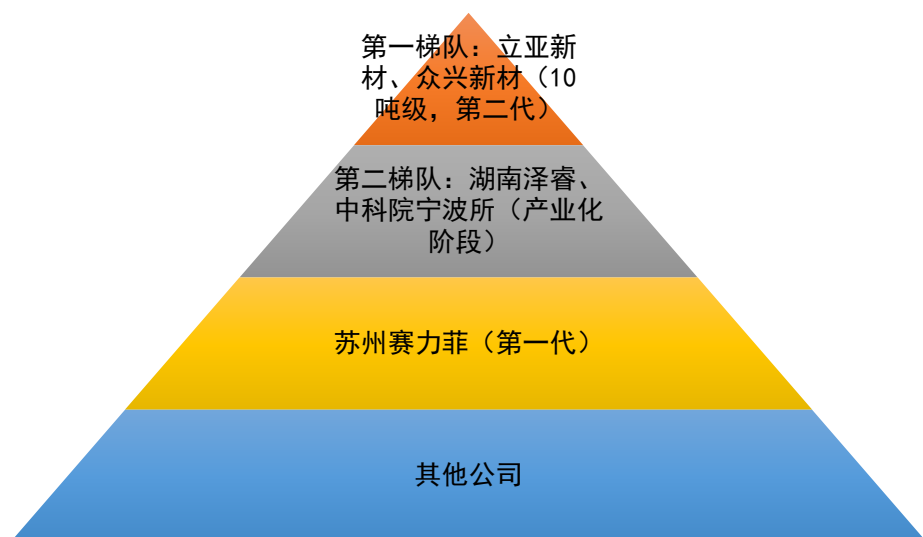 第一梯队：立亚新
材、众兴新材（10
吨级，第二代）
第二梯队：湖南泽睿、
中科院宁波所（产业化
阶段）
苏州赛力菲（第一代）
其他公司